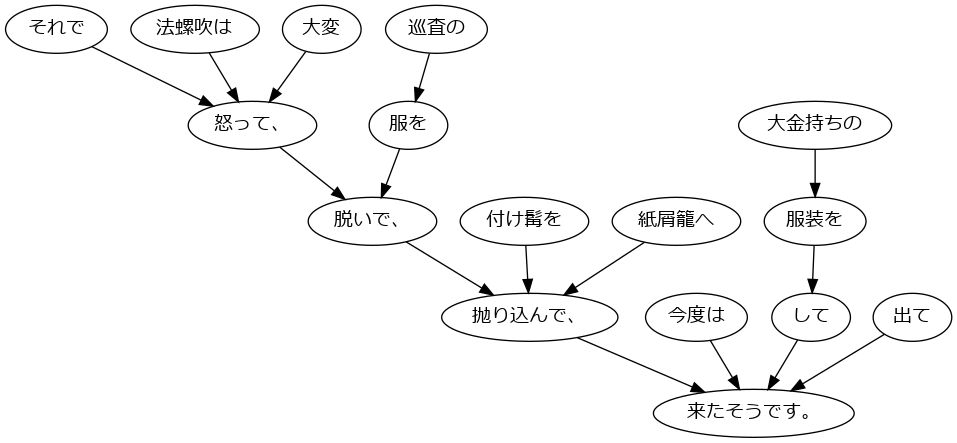 それで 法螺吹は 大変 巡査の
怒って、 服を 大金持ちの
脱いで、 付け髯を 紙屑籠へ 服装を
抛り込んで、 今度は して 出て
来たそうです。